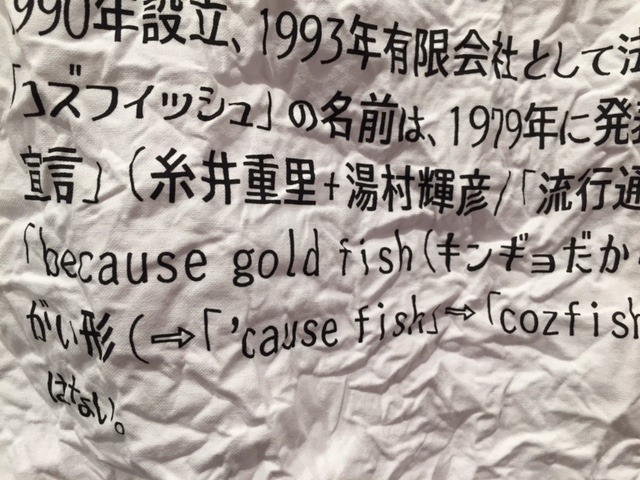 990年設立、1993年有限会社として法
「コズフィッシュ」の名前は、1979年に発表
宣言」(糸井重里+湯村輝彦/「流行通
「because gold fish(キンギョだか
がい形(⇒「'cause fish」⇒「cozfish
はない。